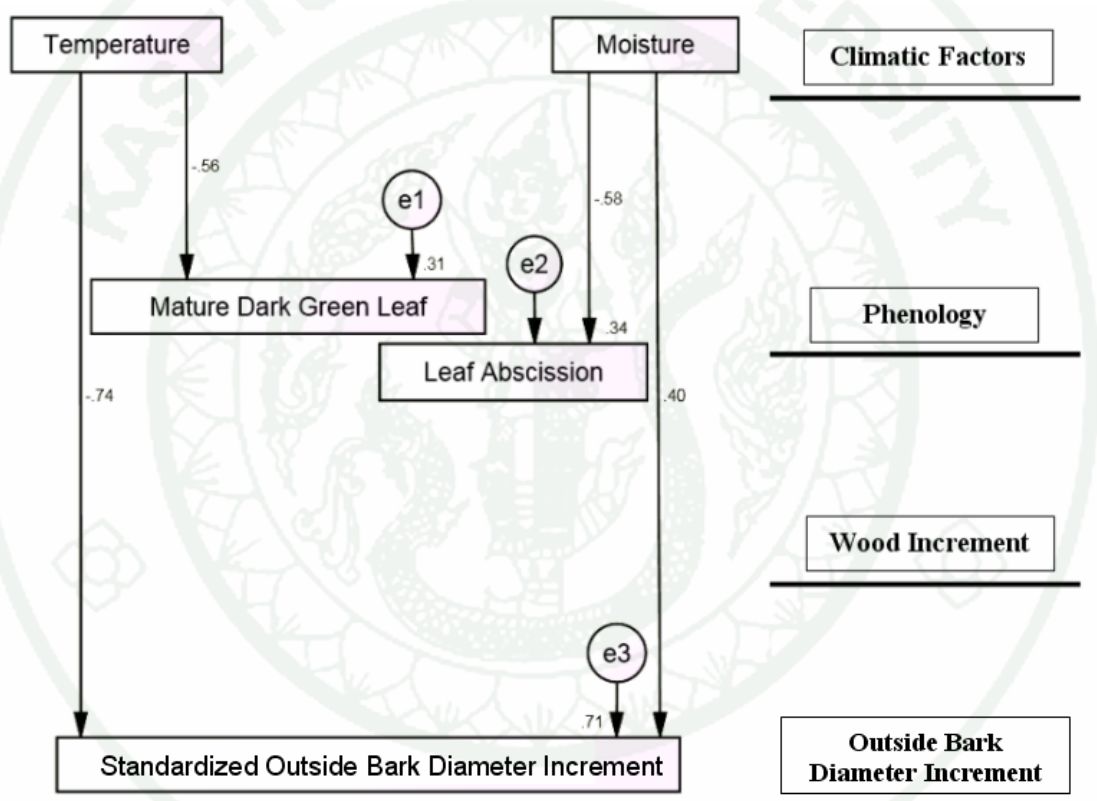 Temperature
Moisture
Climatic Factors
-.56
e1
-.58
.31
e2
Mature Dark Green Leaf
.34
Phenology
Leaf Abscission
-.74
.40
Wood Increment
e3
.71
Standardized Outside Bark Diameter Increment
Outside Bark
Diameter Increment